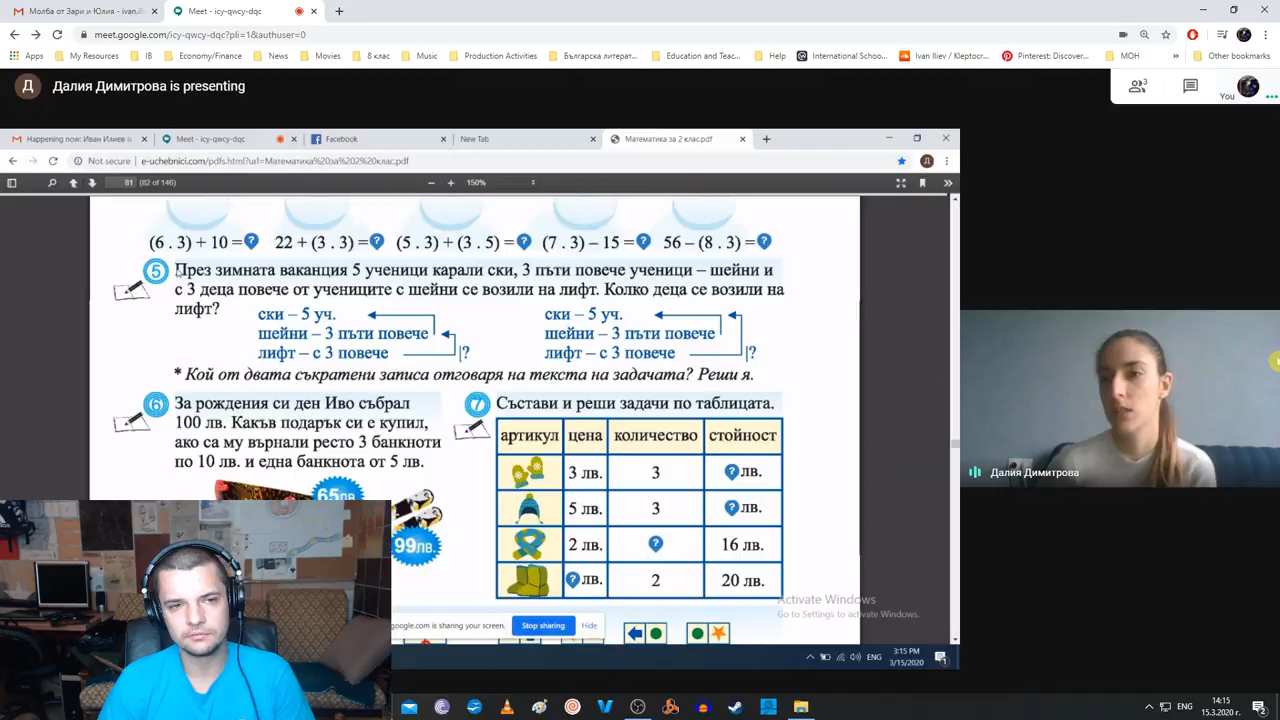 Молба от Зари и Юлия - ivan.il
Meet - icy-qwcy-dqc
meet.google.com/icy-qwcy-dqc?pli=1&authuser=0
Apps
My Resources
i8
Economy/Finance
News
Movies
8 клас
Music
Production Activities
Българска литерат...
Education and Teac...
Help
International Schoo...
Ivan Iliev / Kleptocr...
Pinterest: Discover...
МОН
Other bookmarks
Д
Далия Димитрова is presenting
3
You
Happening now: Иван Илиев is
Meet - icy-qwcy-dqc
Facebook
New Tab
Математика за 2 клас.pdf
Not secure
e-uchebnici.com/pdfs.html?url=Математика%20за%202%20клас.pdf
Д
81
(82 of 146)
150%
(6 . 3) + 10 = ?
22 + (3 . 3) = ?
(5 . 3) + (3 . 5) = ?
(7 . 3) – 15 = ?
56 – (8 . 3) = ?
5 През зимната ваканция 5 ученици карали ски, 3 пъти повече ученици – шейни и
с 3 деца повече от учениците с шейни се возили на лифт. Колко деца се возили на
лифт?
ски – 5 уч.
шейни – 3 пъти повече
лифт – с 3 повече
|?
ски – 5 уч.
шейни – 3 пъти повече
лифт – с 3 повече
|?
* Кой от двата съкратени записа отговаря на текста на задачата? Реши я.
6 За рождения си ден Иво събрал
100 лв. Какъв подарък си е купил,
ако са му върнали ресто 3 банкноти
по 10 лв. и една банкнота от 5 лв.
65лв
99лв.
7 Състави и реши задачи по таблицата.
артикул цена количество стойност
3 лв. 3 ? лв.
5 лв. 3 ? лв.
2 лв. ? 16 лв.
? лв. 2 20 лв.
Activate Windows
Go to Settings to activate Windows.
google.com is sharing your screen.
Stop sharing
Hide
ENG
3:15 PM
3/15/2020
1
Далия Димитрова
ENG
14:15
15.3.2020 г.
2